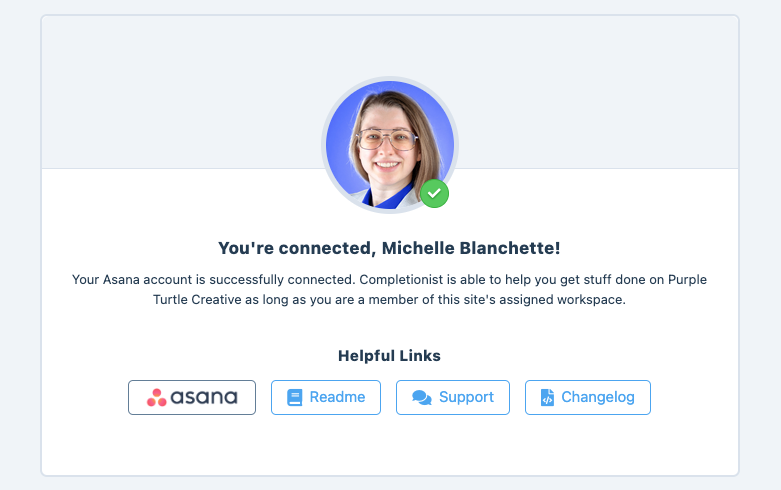 You're connected, Michelle Blanchette!
Your Asana account is successfully connected. Completionist is able to help you get stuff done on Purple
Turtle Creative as long as you are a member of this site's assigned workspace.
Helpful Links
asana Readme Support Changelog